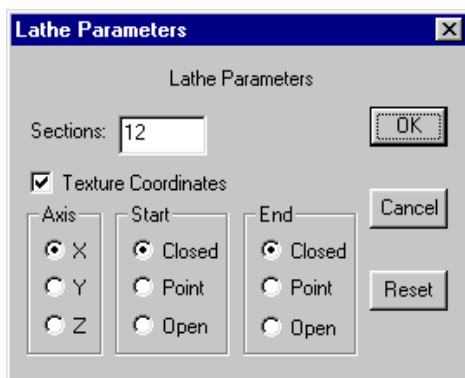 Lathe Parameters
Lathe Parameters
Sections: 12
OK
Texture Coordinates
Cancel
Axis Start End
X Closed Closed
Y Point Point
Reset
Z Open Open